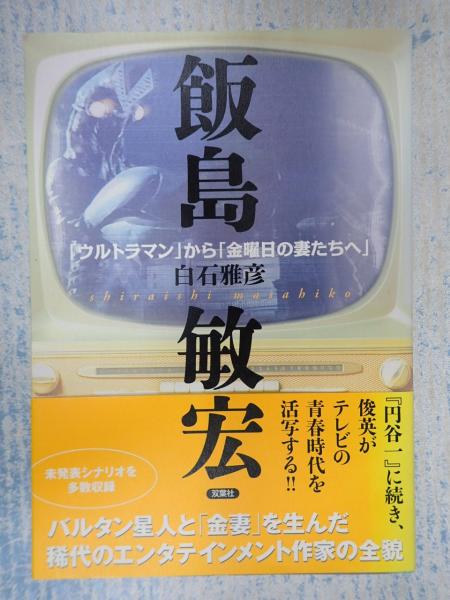 飯島敏宏
「ウルトラマン」から「金曜日の妻たちへ」
白石雅彦
shiraishi masahiko
『円谷一』に続き、
俊英が
テレビの
青春時代を
活写する!!
未発表シナリオを
多数収録
双葉社
バルタン星人と「金妻」を生んだ
稀代のエンタテインメント作家の全貌